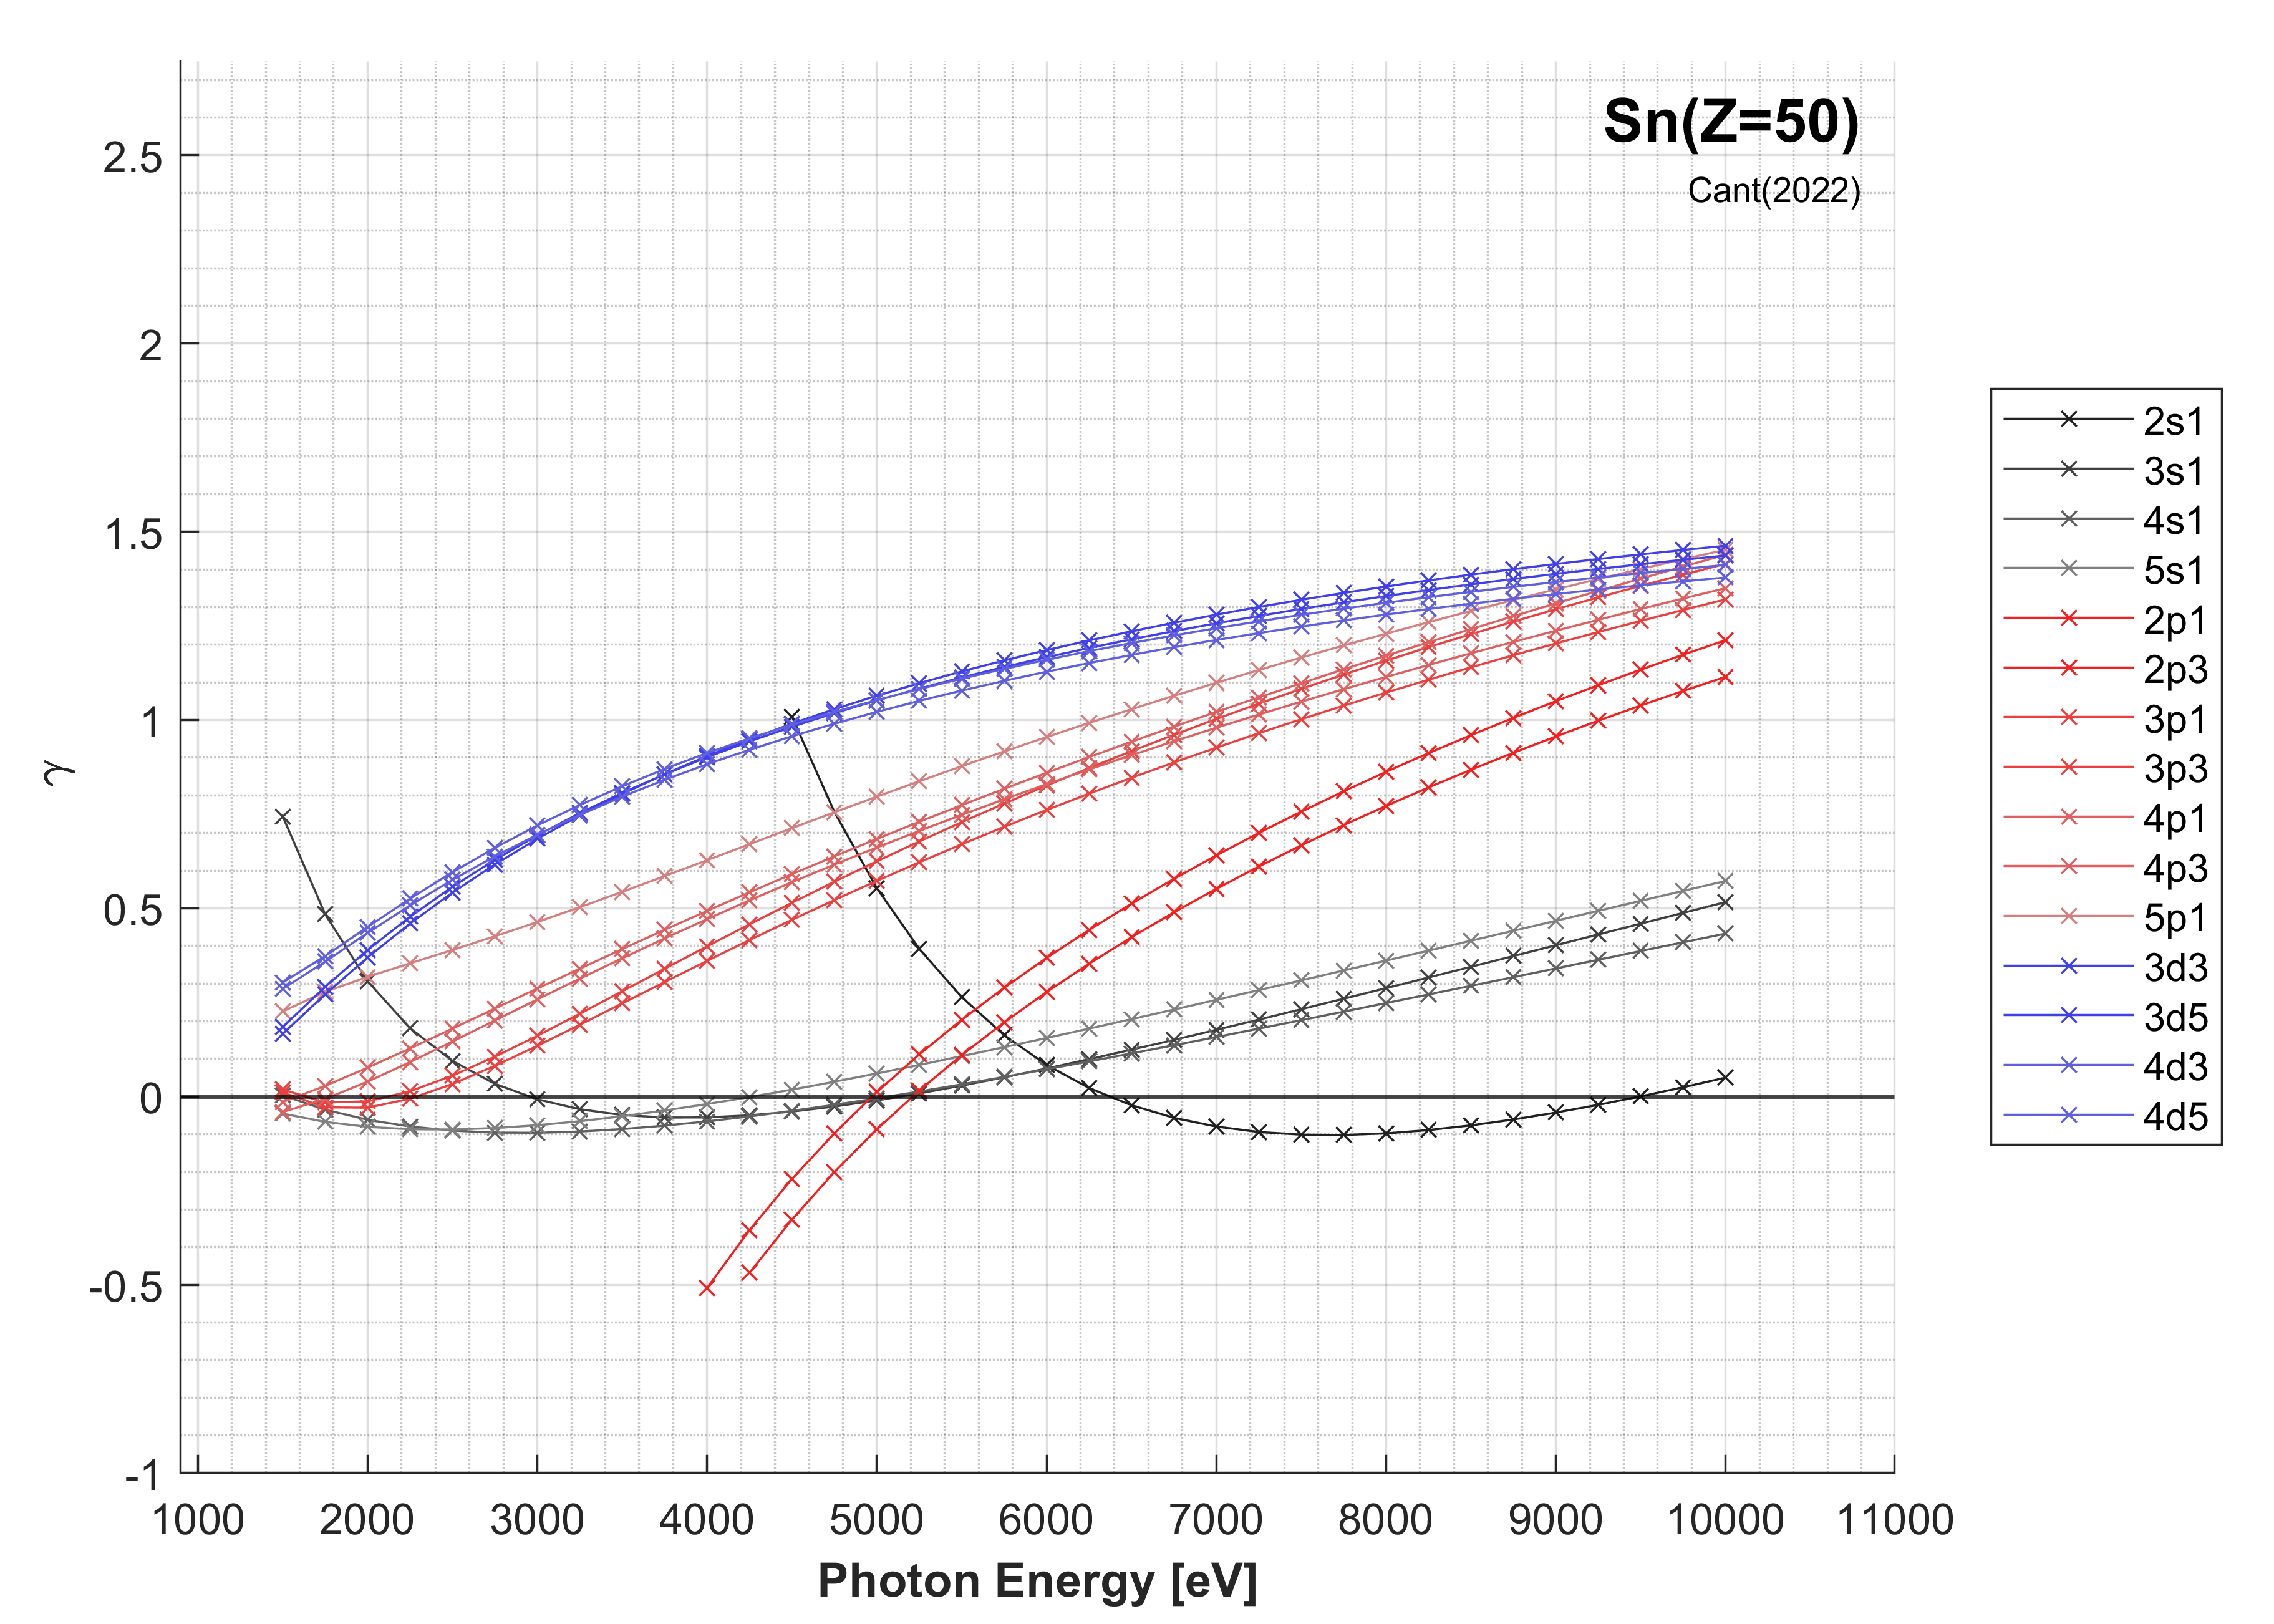 Sn(Z=50)
Cant(2022)
2.5
2
1.5
1
0.5
0
-0.5
-1
γ
1000 2000 3000 4000 5000 6000 7000 8000 9000 10000 11000
Photon Energy [eV]
2s1
3s1
4s1
5s1
2p1
2p3
3p1
3p3
4p1
4p3
5p1
3d3
3d5
4d3
4d5